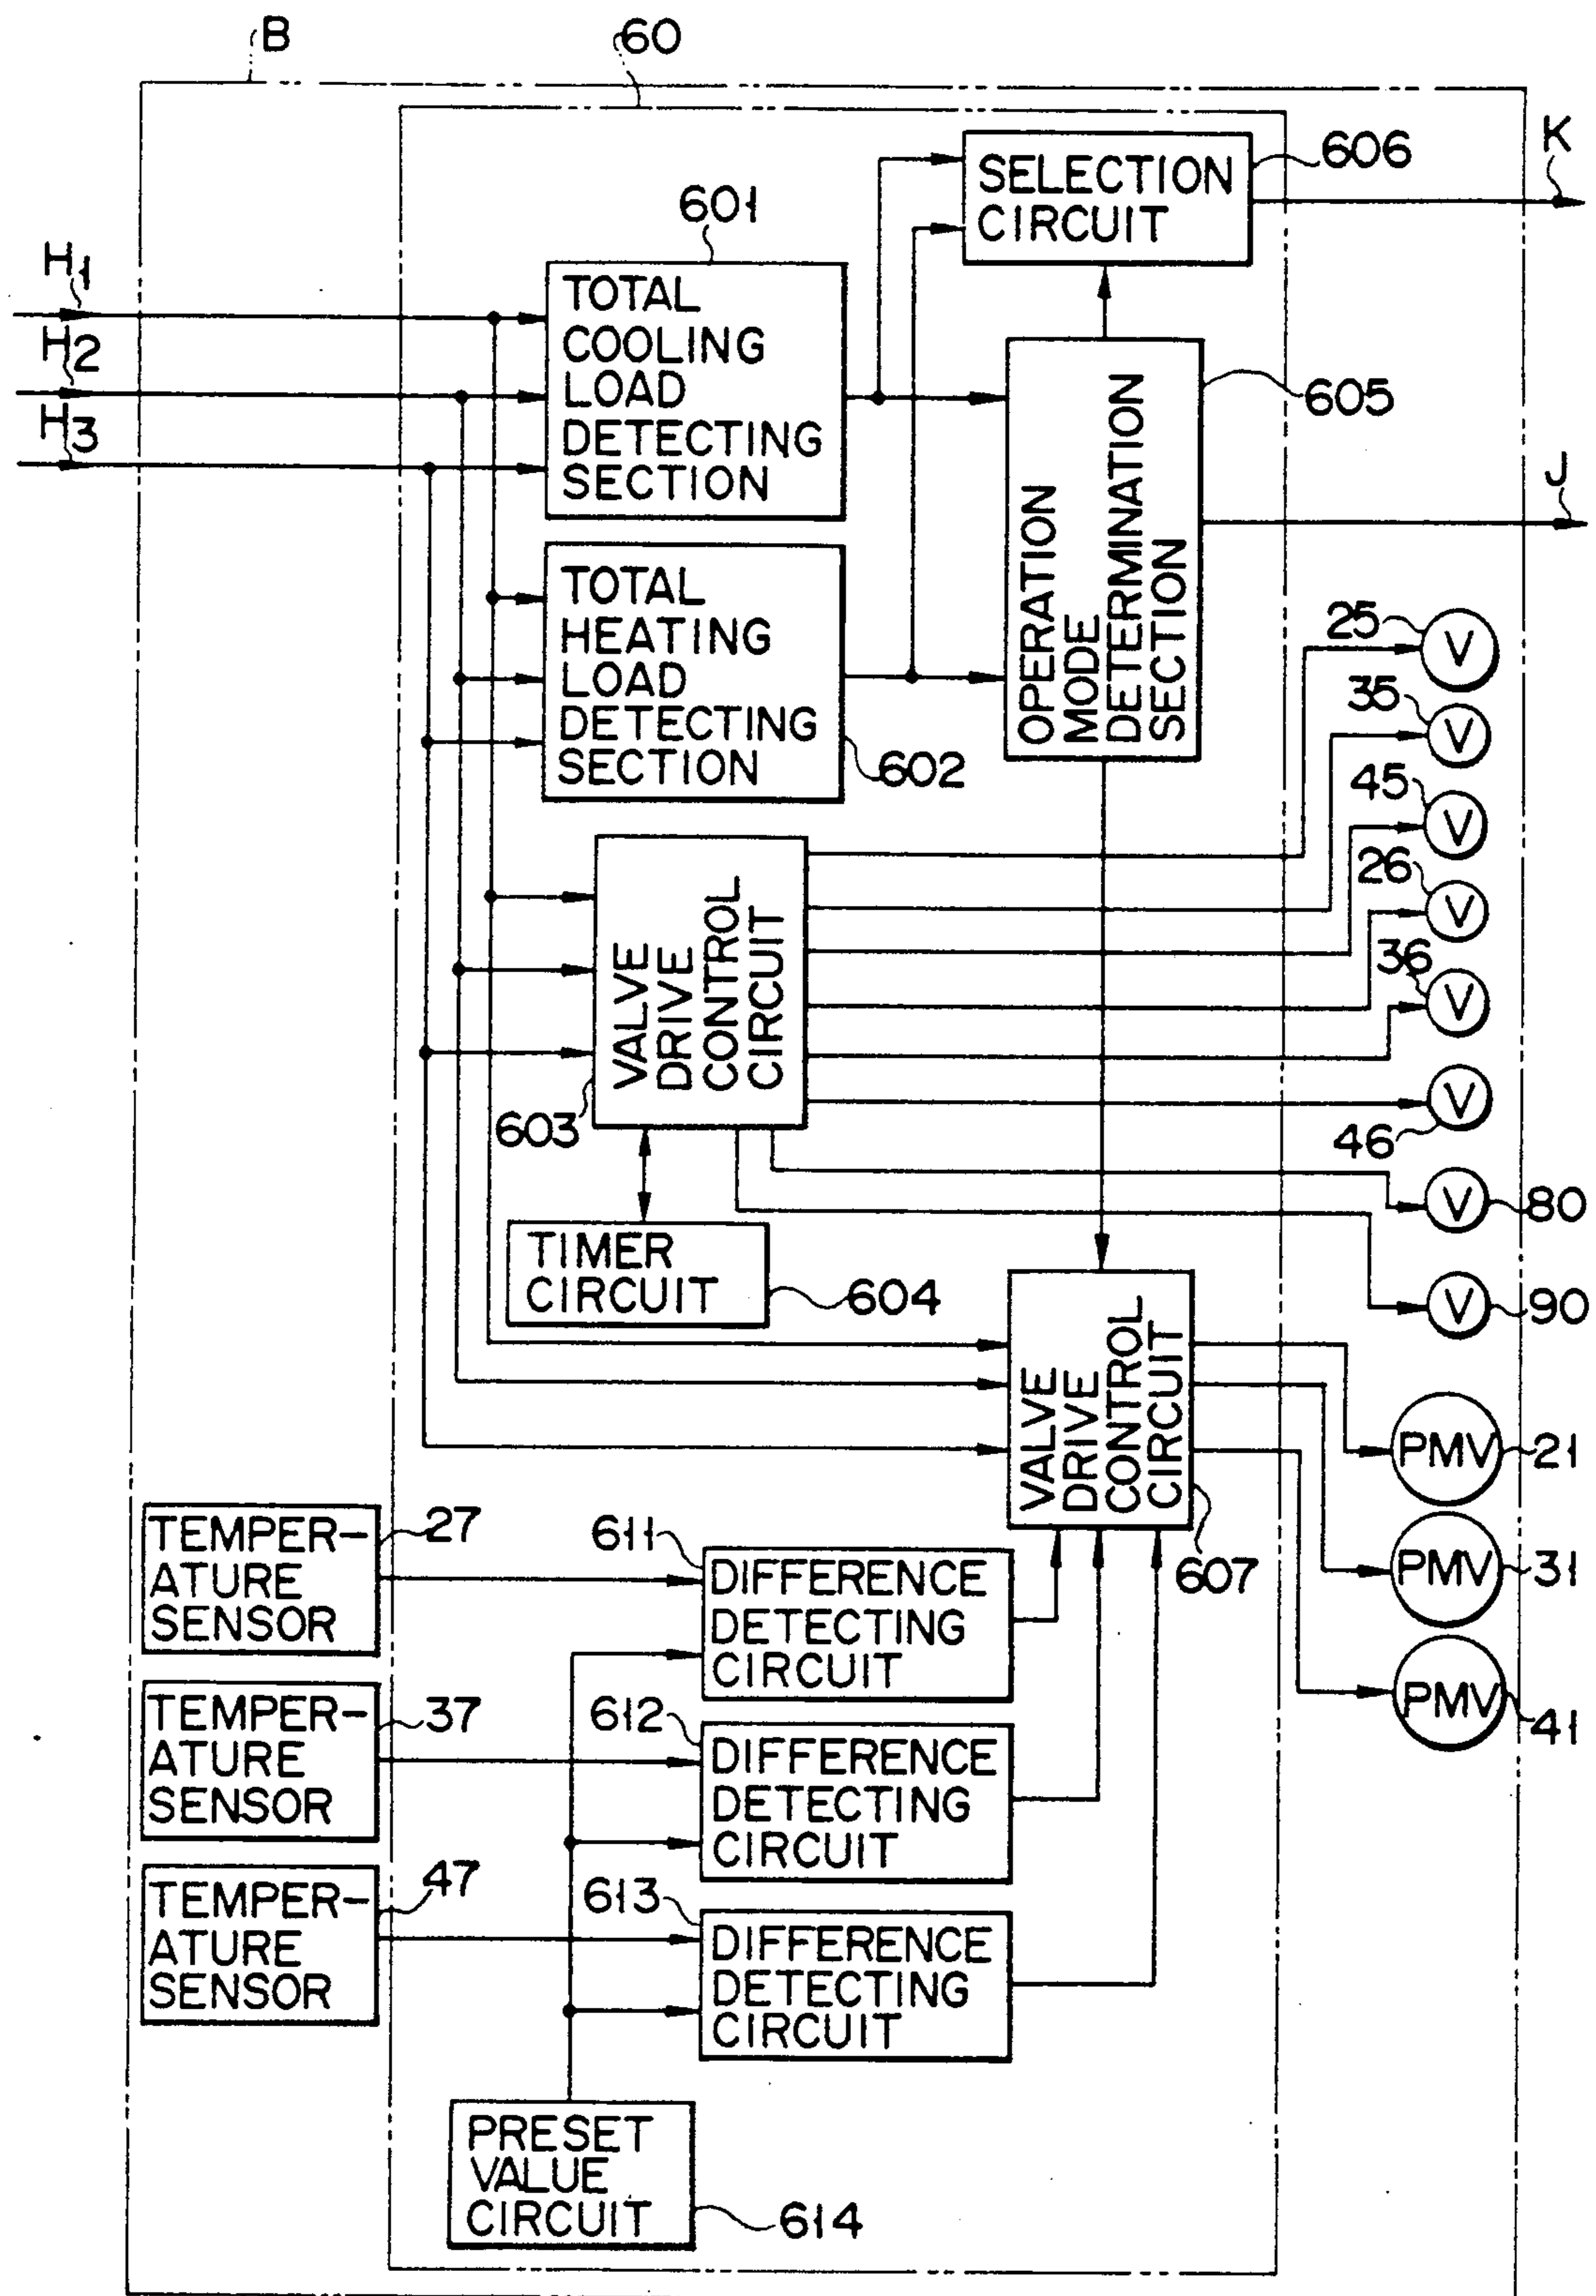 B
60
K
SELECTION
CIRCUIT
606
601
H1
H2
H3
TOTAL
COOLING
LOAD
DETECTING
SECTION
OPERATION
MODE
DETERMINATION
SECTION
605
J
TOTAL
HEATING
LOAD
DETECTING
SECTION
602
25
V
35
V
45
V
26
V
36
V
46
V
80
V
90
V
VALVE
DRIVE
CONTROL
CIRCUIT
603
TIMER
CIRCUIT
604
VALVE
DRIVE
CONTROL
CIRCUIT
607
PMV
21
PMV
31
PMV
41
TEMPER-
ATURE
SENSOR
27
611
DIFFERENCE
DETECTING
CIRCUIT
TEMPER-
ATURE
SENSOR
37
612
DIFFERENCE
DETECTING
CIRCUIT
TEMPER-
ATURE
SENSOR
47
613
DIFFERENCE
DETECTING
CIRCUIT
PRESET
VALUE
CIRCUIT
614